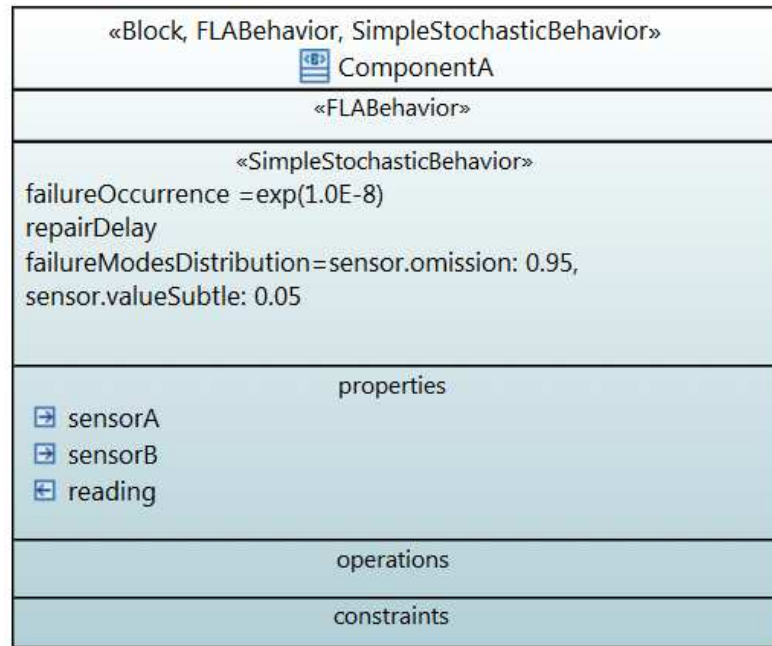 «Block, FLABehavior, SimpleStochasticBehavior»
ComponentA
«FLABehavior»
«SimpleStochasticBehavior»
failureOccurrence =exp(1.0E-8)
repairDelay
failureModesDistribution=sensor.omission: 0.95,
sensor.valueSubtle: 0.05
properties
sensorA
sensorB
reading
operations
constraints